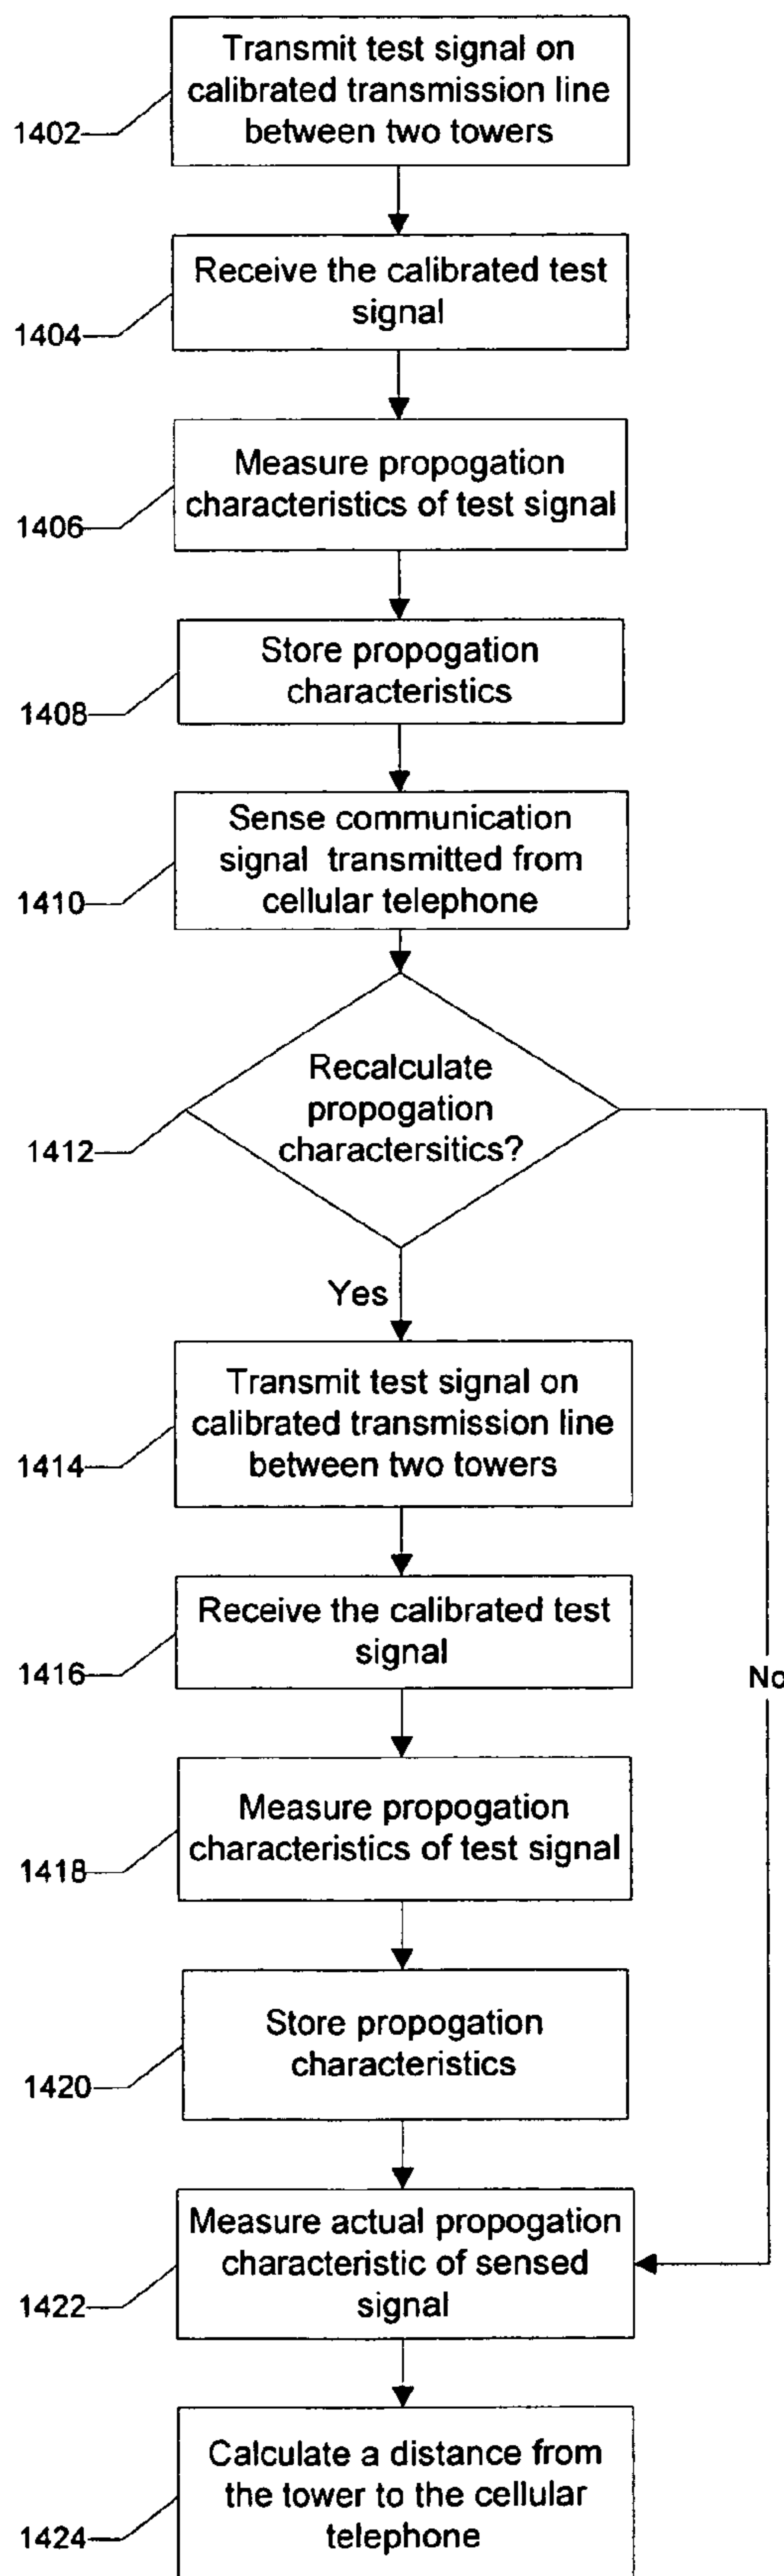 Transmit test signal on
calibrated transmission line
between two towers
1402
Receive the calibrated test
signal
1404
Measure propogation
characteristics of test signal
1406
Store propogation
characteristics
1408
Sense communication
signal transmitted from
cellular telephone
1410
Recalculate
propogation
charactersitics?
1412
Yes
Transmit test signal on
calibrated transmission line
between two towers
1414
Receive the calibrated test
signal
1416
No
Measure propogation
characteristics of test signal
1418
Store propogation
characteristics
1420
Measure actual propogation
characteristic of sensed
signal
1422
Calculate a distance from
the tower to the cellular
telephone
1424